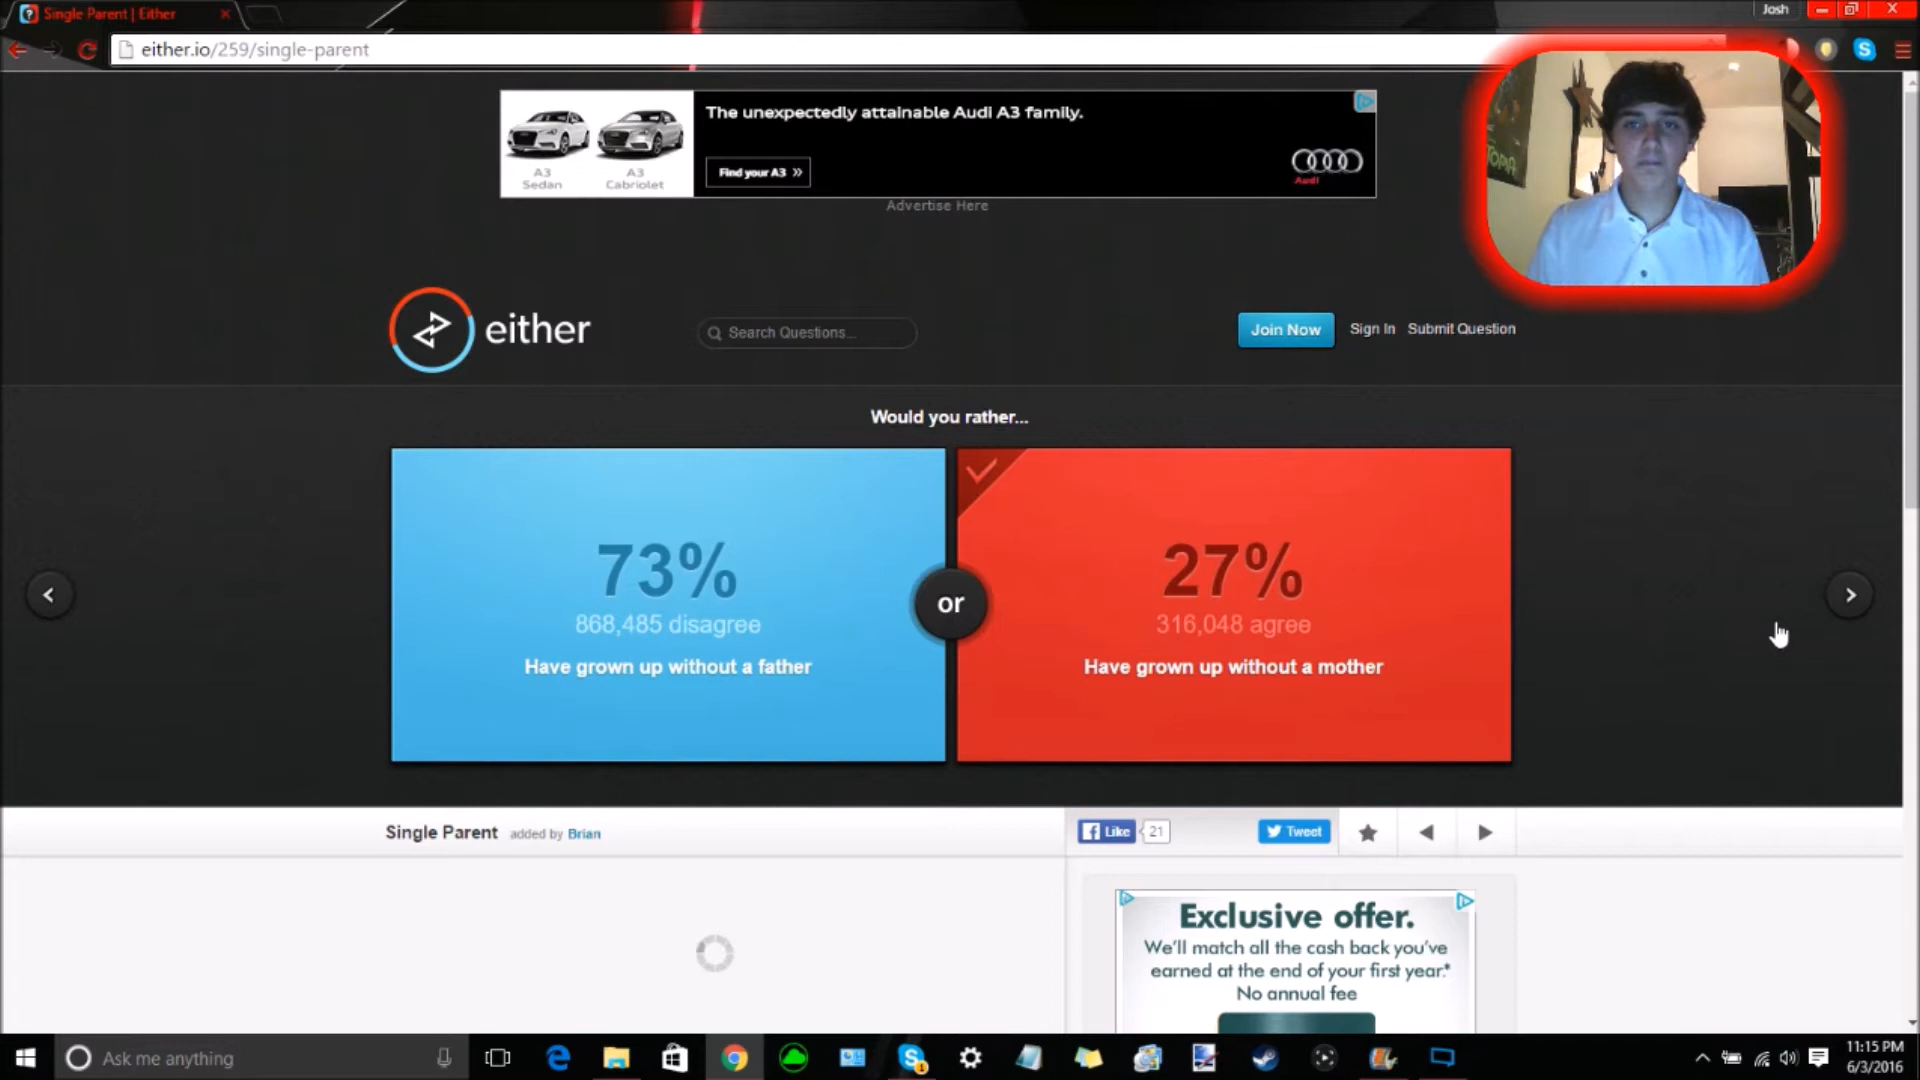 Single Parent | Either
Josh
either.io/259/single-parent
The unexpectedly attainable Audi A3 family.
A3
Sedan
A3
Cabriolet
Find your A3 »
Audi
Advertise Here
TOPIA
either
Search Questions...
Join Now
Sign In
Submit Question
Would you rather...
73%
868,485 disagree
Have grown up without a father
or
27%
316,048 agree
Have grown up without a mother
Single Parent added by Brian
Like
21
Tweet
Exclusive offer.
We'll match all the cash back you've
earned at the end of your first year.*
No annual fee
Ask me anything
11:15 PM
6/3/2016